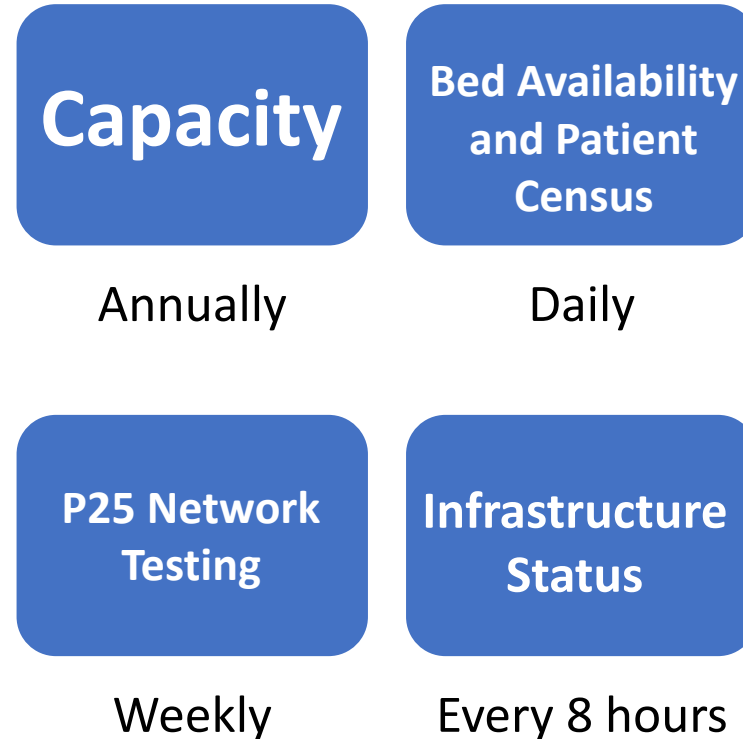 Capacity
Annually
Bed Availability
and Patient
Census
Daily
P25 Network
Testing
Weekly
Infrastructure
Status
Every 8 hours